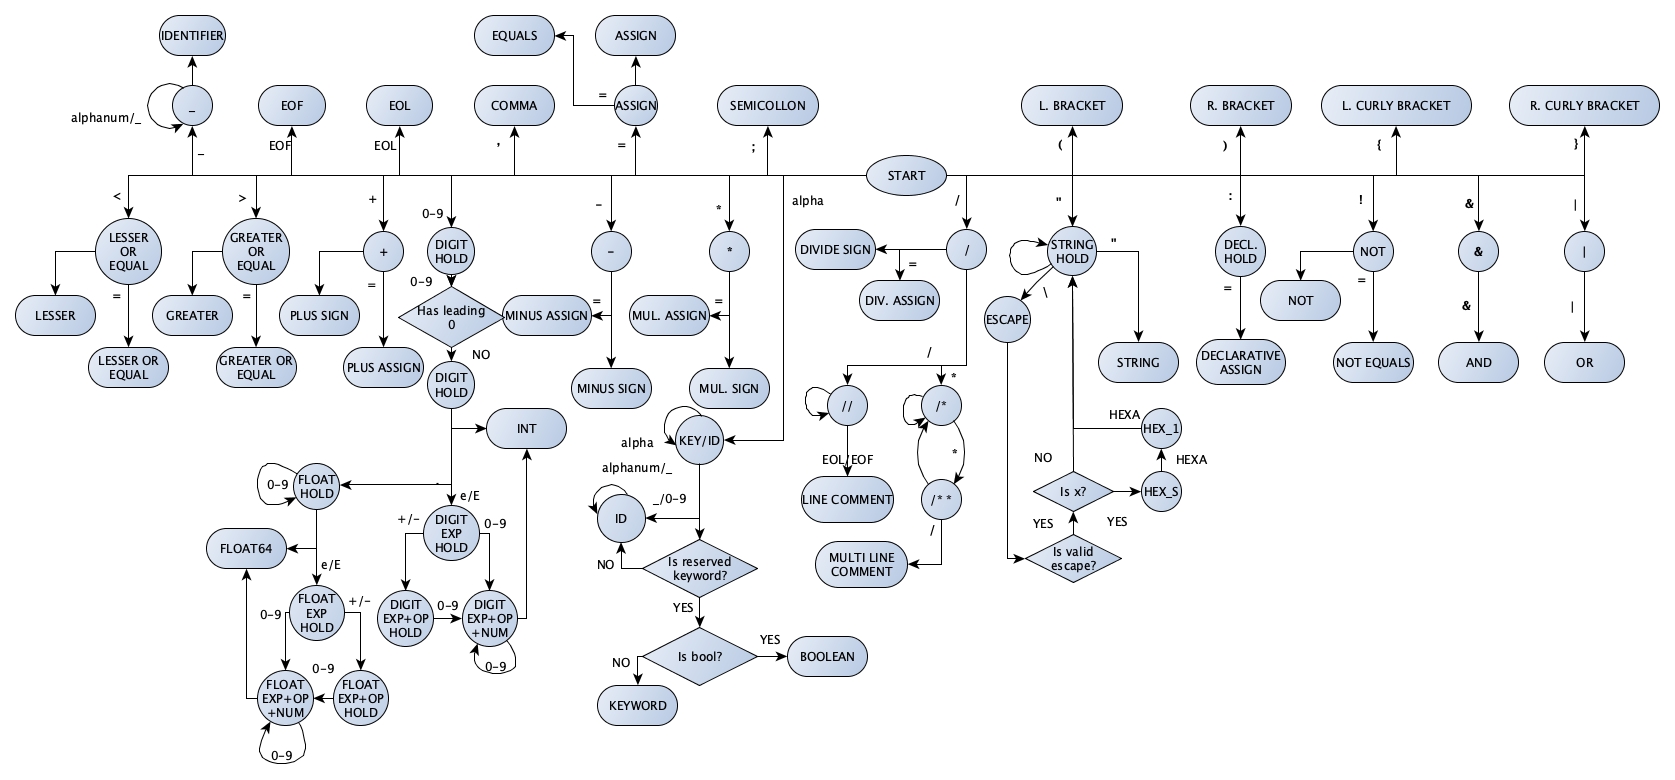 IDENTIFIER
EQUALS
ASSIGN
_
alphanum/_
EOF
EOL
COMMA
=
ASSIGN
SEMICOLLON
L. BRACKET
R. BRACKET
L. CURLY BRACKET
R. CURLY BRACKET
_
EOF
EOL
,
=
;
(
)
{
}
START
<
>
+
0-9
-
*
alpha
/
"
:
!
&
|
LESSER
OR
EQUAL
GREATER
OR
EQUAL
+
DIGIT
HOLD
-
*
DIVIDE SIGN
/
STRING
HOLD
"
DECL.
HOLD
NOT
&
|
=
=
=
0-9
=
=
=
\
=
=
&
|
LESSER
GREATER
PLUS SIGN
Has leading
0
MINUS ASSIGN
MUL. ASSIGN
DIV. ASSIGN
ESCAPE
NOT
LESSER OR
EQUAL
GREATER OR
EQUAL
PLUS ASSIGN
NO
DIGIT
HOLD
MINUS SIGN
MUL. SIGN
/
*
STRING
DECLARATIVE
ASSIGN
NOT EQUALS
AND
OR
INT
alpha
KEY/ID
//
/*
HEXA
HEX_1
FLOAT
HOLD
0-9
.
e/E
alphanum/_
_/0-9
ID
EOL/EOF
LINE COMMENT
*
/**
NO
HEXA
Is x?
HEX_S
YES
YES
FLOAT64
+/-
DIGIT
EXP
HOLD
0-9
/
MULTI LINE
COMMENT
Is valid
escape?
e/E
NO
Is reserved
keyword?
FLOAT
EXP
HOLD
0-9
+/-
DIGIT
EXP+OP
HOLD
0-9
DIGIT
EXP+OP
+NUM
0-9
YES
Is bool?
YES
BOOLEAN
NO
KEYWORD
0-9
FLOAT
EXP+OP
+NUM
FLOAT
EXP+OP
HOLD
0-9